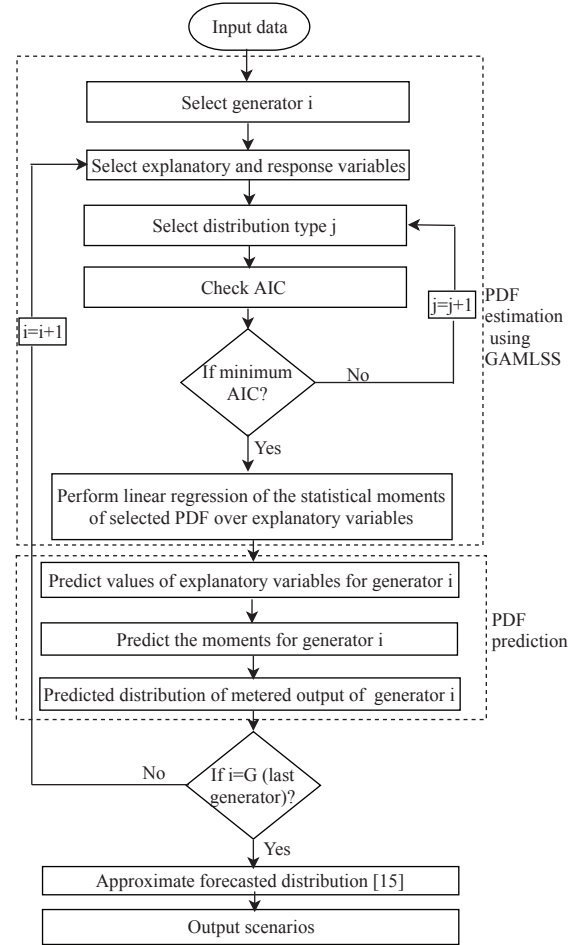 Input data
Select generator i
Select explanatory and response variables
Select distribution type j
Check AIC
i=i+1
j=j+1
PDF
estimation
using
GAMLSS
If minimum
AIC?
No
Yes
Perform linear regression of the statistical moments
of selected PDF over explanatory variables
Predict values of explanatory variables for generator i
Predict the moments for generator i
PDF
prediction
Predicted distribution of metered output of generator i
No
If i=G (last
generator)?
Yes
Approximate forecasted distribution [15]
Output scenarios